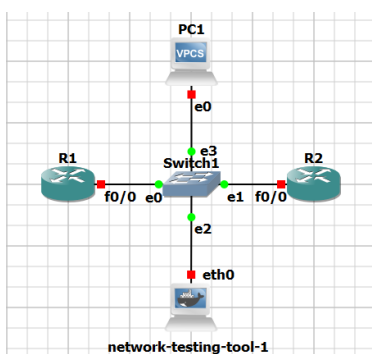 PC1
VPCS
e0
e3
R1
Switch1
R2
f0/0
e0
e1
f0/0
e2
eth0
network-testing-tool-1